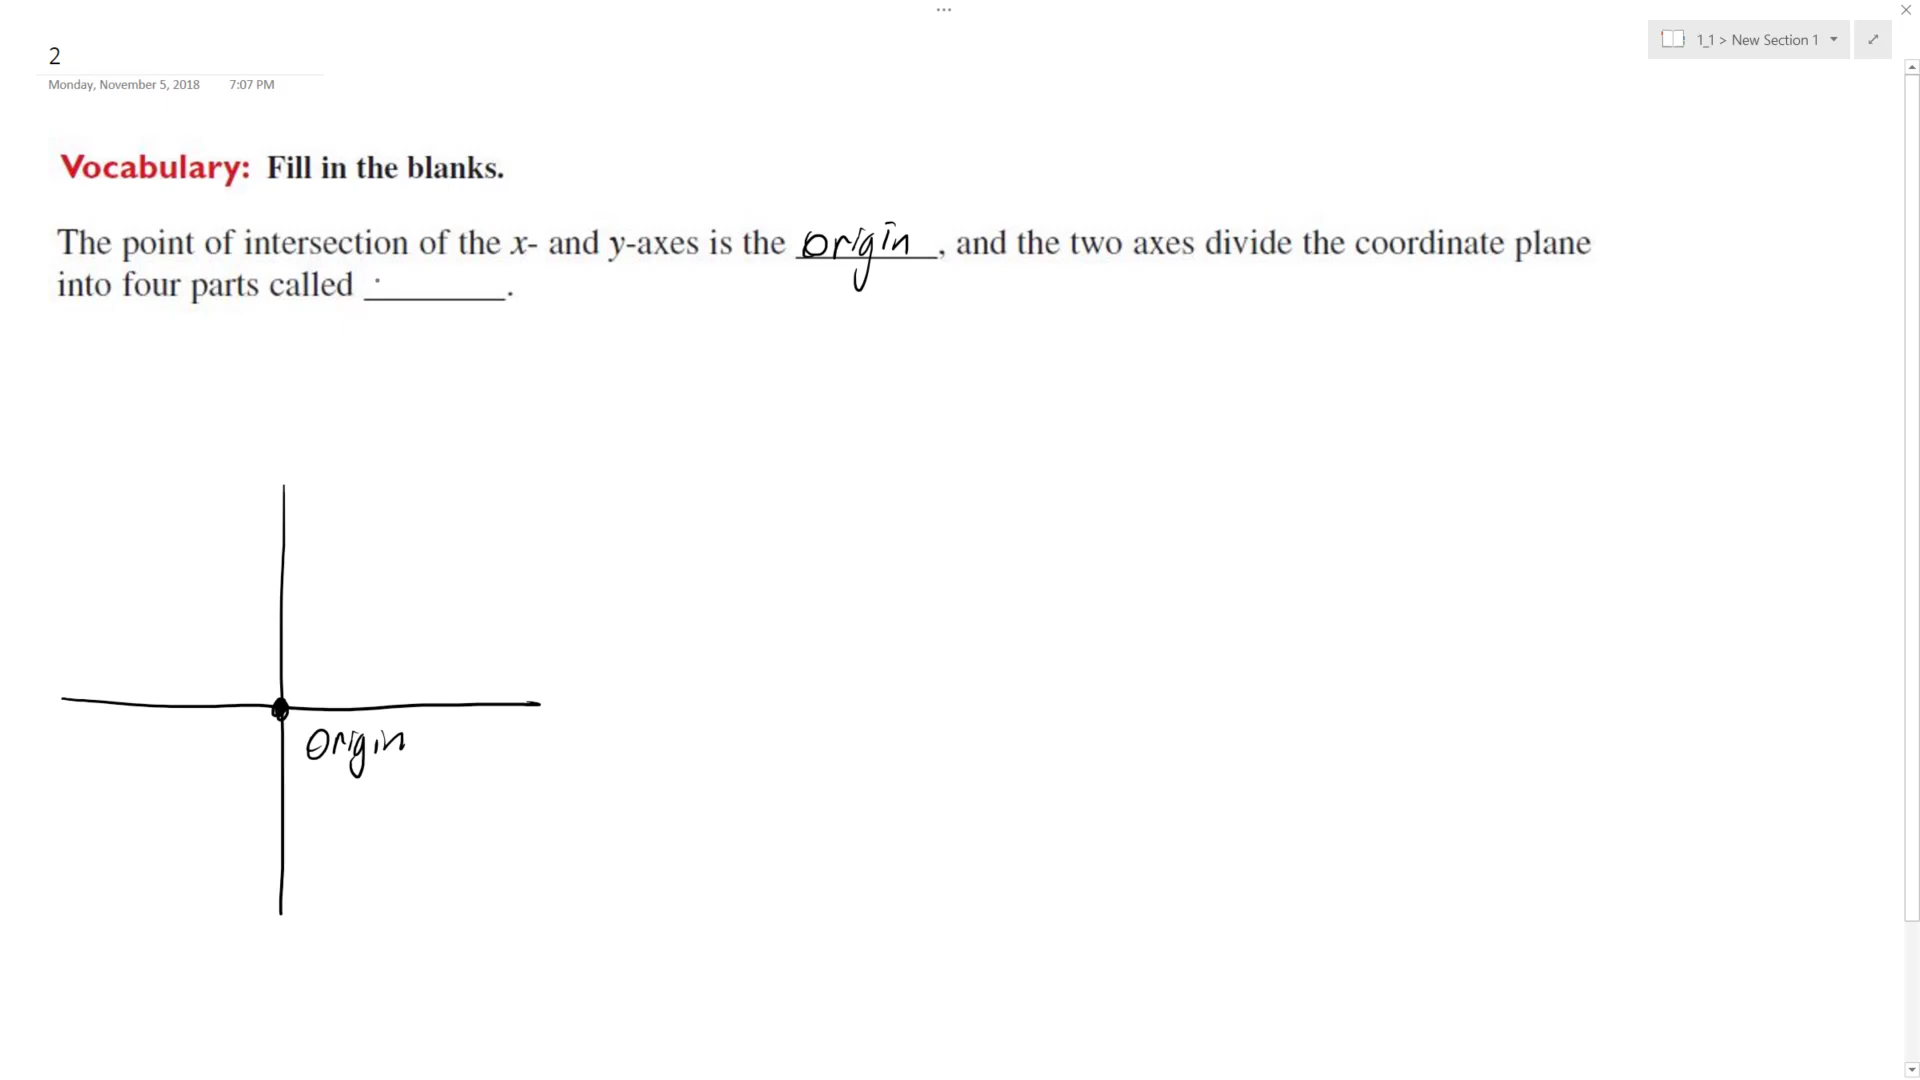 ...
1_1 > New Section 1
2
Monday, November 5, 2018 7:07 PM
Vocabulary: Fill in the blanks.
The point of intersection of the x- and y-axes is the origin, and the two axes divide the coordinate plane
into four parts called ________.
Origin